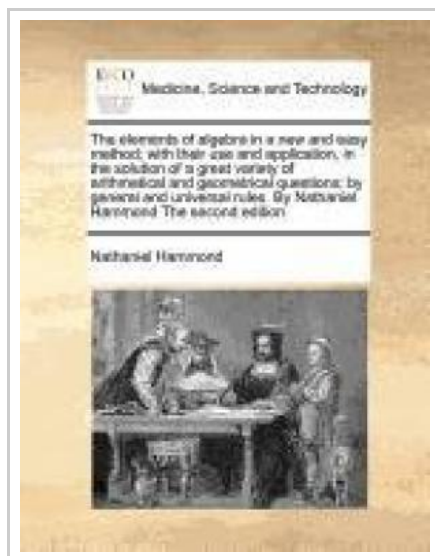 ECCO
Medicine, Science and Technology
The elements of algebra in a new and easy
method; with their use and application, in
the solution of a great variety of
arithmetical and geometrical questions; by
general and universal rules. By Nathaniel
Hammond The second edition
Nathaniel Hammond